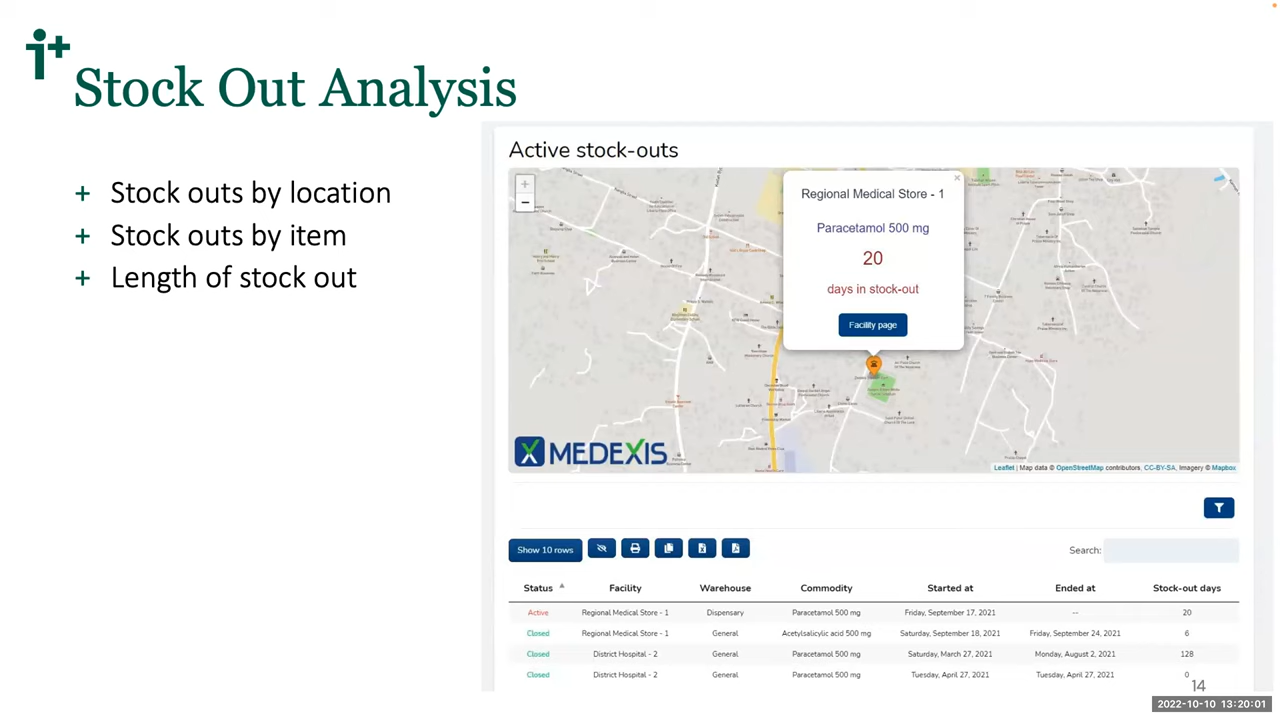 i+
Stock Out Analysis
+ Stock outs by location
+ Stock outs by item
+ Length of stock out
Active stock-outs
+
−
×
Regional Medical Store - 1
Paracetamol 500 mg
20
days in stock-out
Facility page
MEDEXIS
Leaflet | Map data © OpenStreetMap contributors, CC-BY-SA, Imagery © Mapbox
Show 10 rows
Search:
Status Facility Warehouse Commodity Started at Ended at Stock-out days
Active Regional Medical Store - 1 Dispensary Paracetamol 500 mg Friday, September 17, 2021 -- 20
Closed Regional Medical Store - 1 General Acetylsalicylic acid 500 mg Saturday, September 18, 2021 Friday, September 24, 2021 6
Closed District Hospital - 2 General Paracetamol 500 mg Saturday, March 27, 2021 Monday, August 2, 2021 128
Closed District Hospital - 2 General Paracetamol 500 mg Tuesday, April 27, 2021 Tuesday, April 27, 2021 0
14
2022-10-10 13:20:01